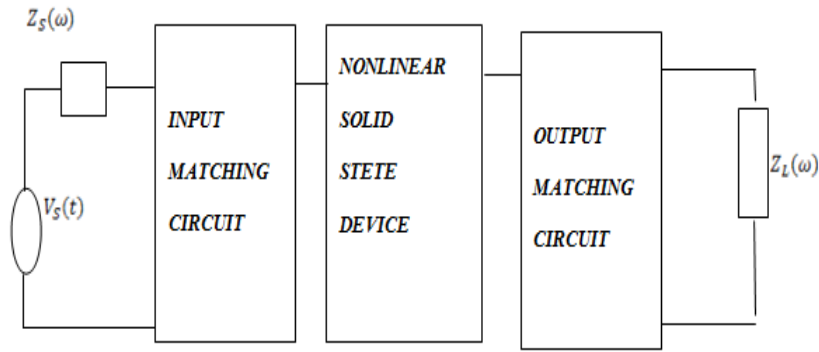 Z_S(ω)
V_S(t)
INPUT
MATCHING
CIRCUIT
NONLINEAR
SOLID
STETE
DEVICE
OUTPUT
MATCHING
CIRCUIT
Z_L(ω)